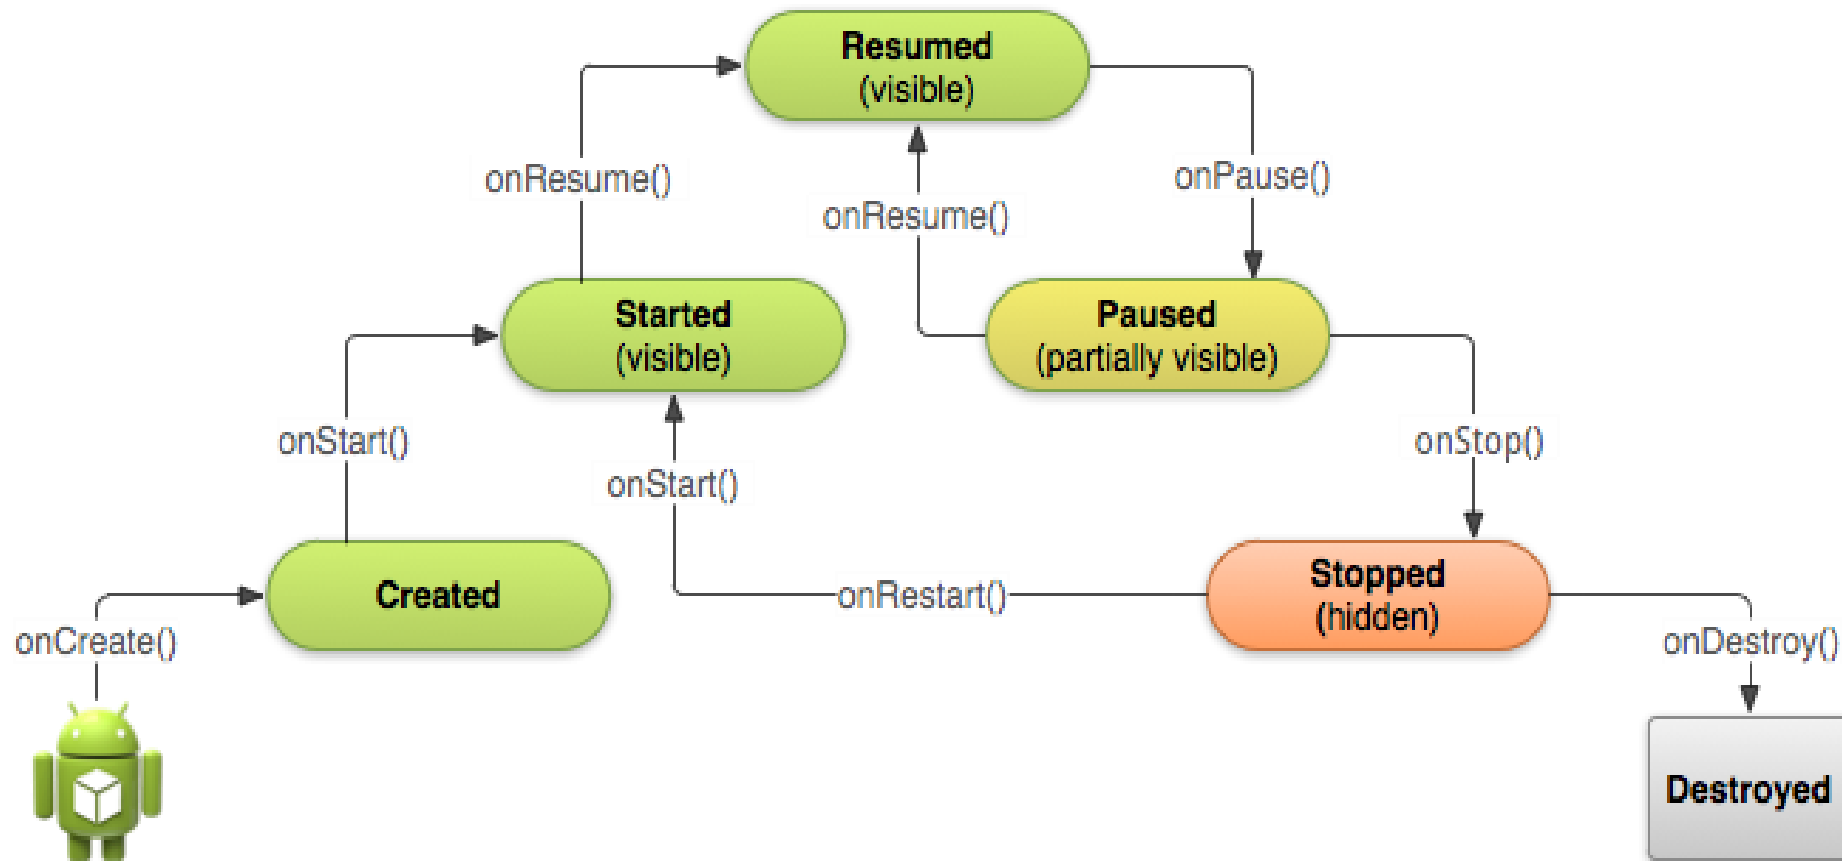 Resumed
(visible)
onResume()
onPause()
onResume()
Started
(visible)
Paused
(partially visible)
onStart()
onStop()
onStart()
Created
onRestart()
Stopped
(hidden)
onCreate()
onDestroy()
Destroyed